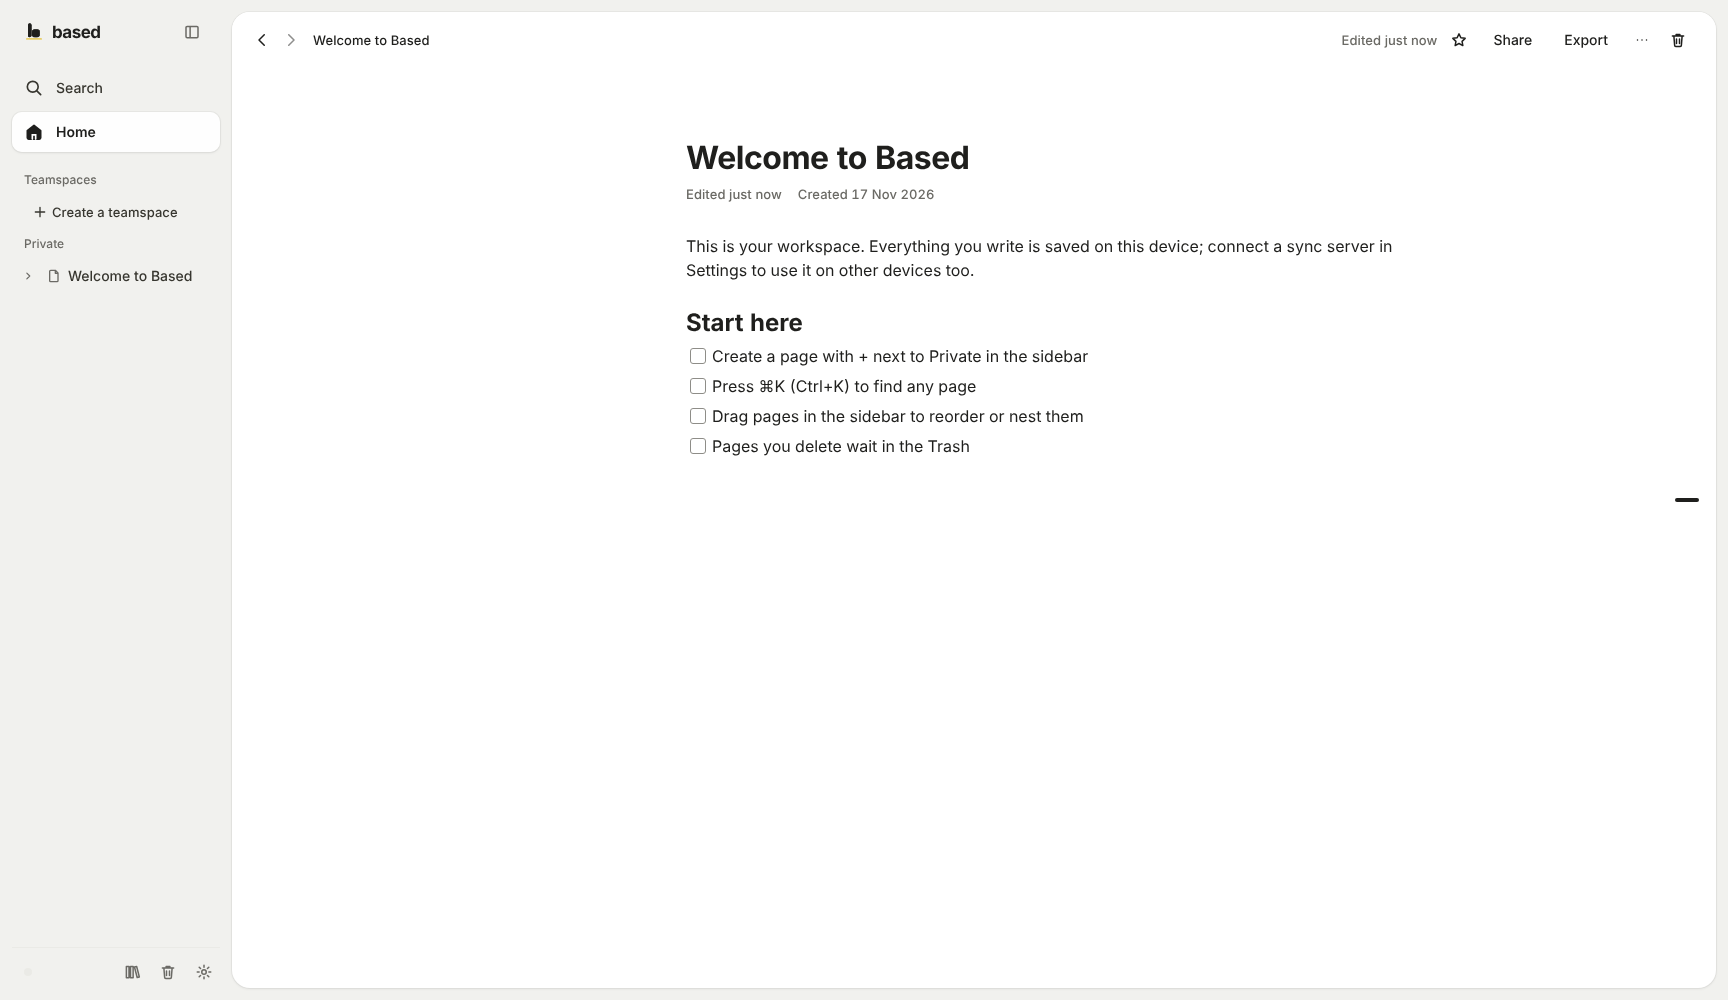 based
Search
Home
Teamspaces
Create a teamspace
Private
Welcome to Based
Welcome to Based
Edited just now
Share
Export
Welcome to Based
Edited just now Created 17 Nov 2026
This is your workspace. Everything you write is saved on this device; connect a sync server in
Settings to use it on other devices too.
Start here
Create a page with + next to Private in the sidebar
Press ⌘K (Ctrl+K) to find any page
Drag pages in the sidebar to reorder or nest them
Pages you delete wait in the Trash